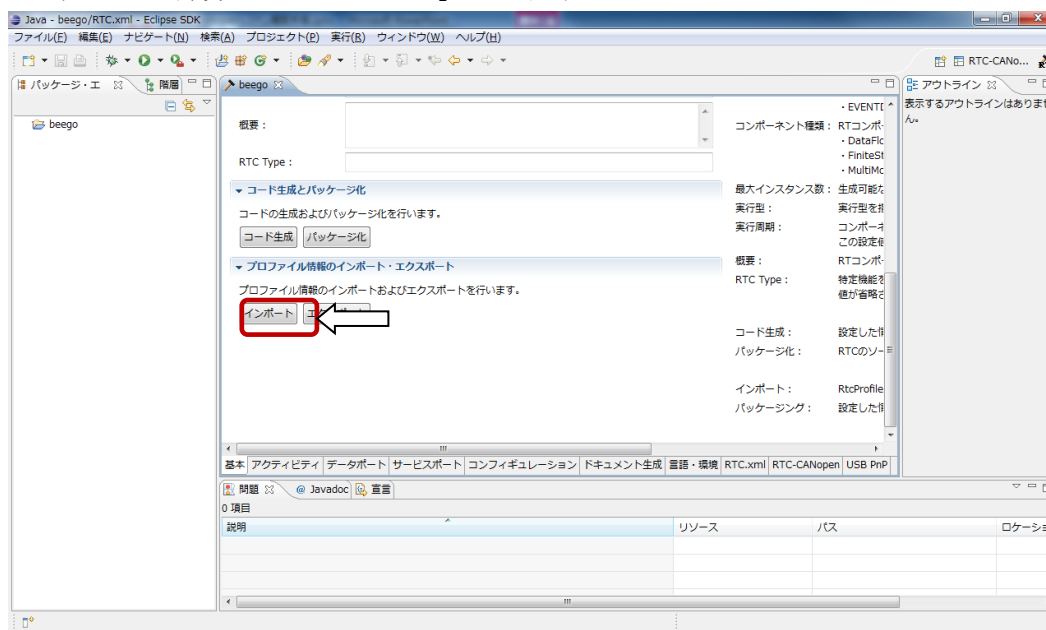 Java - beego/RTC.xml - Eclipse SDK
ファイル(F) 編集(E) ナビゲート(N) 検索(A) プロジェクト(P) 実行(R) ウィンドウ(W) ヘルプ(H)
RTC-CANo...
パッケージ・エ 階層
beego
beego
概要：
RTC Type：
コード生成とパッケージ化
コードの生成およびパッケージ化を行います。
コード生成 パッケージ化
プロファイル情報のインポート・エクスポート
プロファイル情報のインポートおよびエクスポートを行います。
インポート
・EVENTE
コンポーネント種類： RTコンポ-
・DataFlo
・FiniteSt
・MultiMo
最大インスタンス数： 生成可能な
実行型： 実行型を指
実行周期： コンポーネ
この設定値
概要： RTコンポ-
RTC Type： 特定機能を
値が省略さ
コード生成： 設定した情
パッケージ化： RTCのソー
インポート： RtcProfile
パッケージング： 設定した情
基本 アクティビティ データポート サービスポート コンフィギュレーション ドキュメント生成 言語・環境 RTC.xml RTC-CANopen USB PnP
アウトライン
表示するアウトラインはありませ
ん。
問題 @ Javadoc 宣言
0 項目
説明 リソース パス ロケーショ